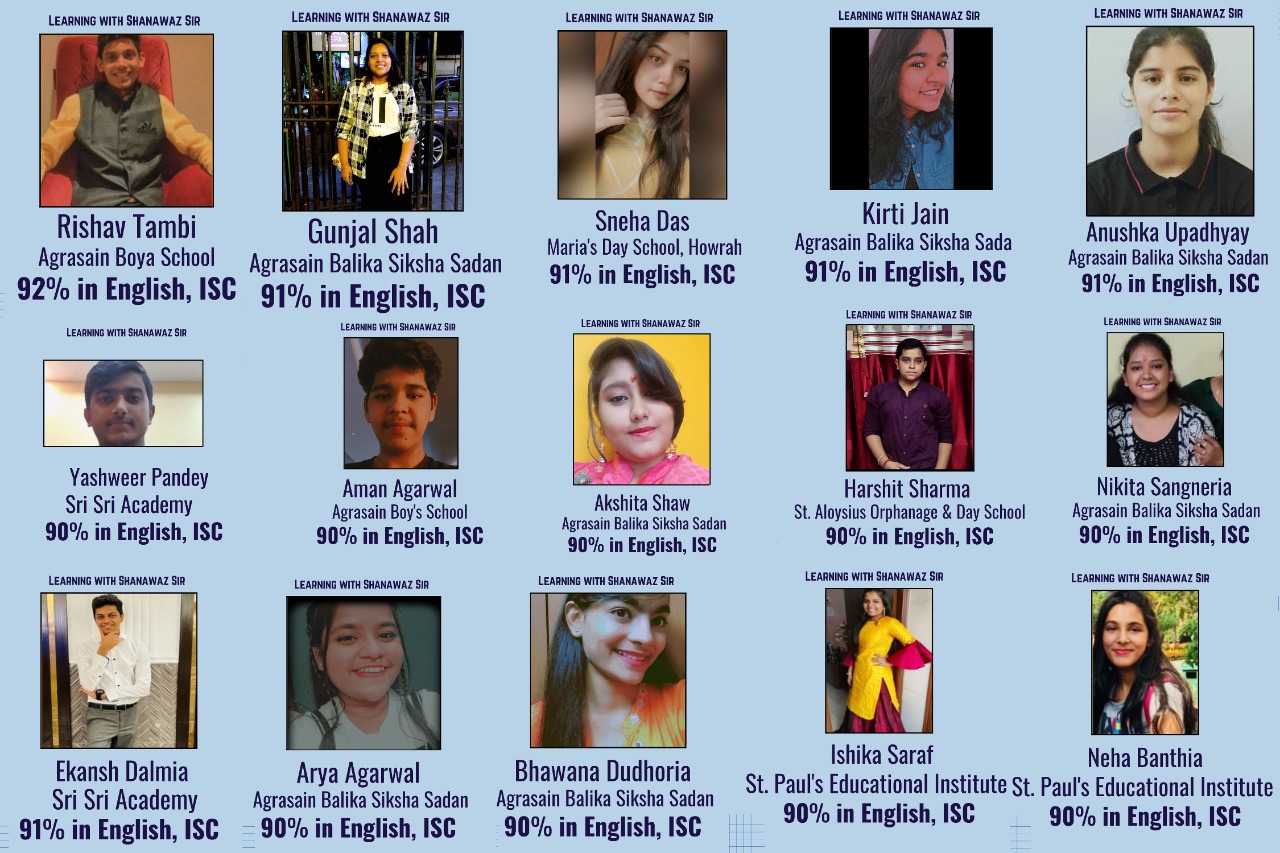 Learning with Shanawaz Sir
Rishav Tambi
Agrasain Boya School
92% in English, ISC
Learning with Shanawaz Sir
Gunjal Shah
Agrasain Balika Siksha Sadan
91% in English, ISC
Learning with Shanawaz Sir
Sneha Das
Maria's Day School, Howrah
91% in English, ISC
Learning with Shanawaz Sir
Kirti Jain
Agrasain Balika Siksha Sada
91% in English, ISC
Learning with Shanawaz Sir
Anushka Upadhyay
Agrasain Balika Siksha Sadan
91% in English, ISC
Learning with Shanawaz Sir
Yashweer Pandey
Sri Sri Academy
90% in English, ISC
Learning with Shanawaz Sir
Aman Agarwal
Agrasain Boy's School
90% in English, ISC
Learning with Shanawaz Sir
Akshita Shaw
Agrasain Balika Siksha Sadan
90% in English, ISC
Learning with Shanawaz Sir
Harshit Sharma
St. Aloysius Orphanage & Day School
90% in English, ISC
Learning with Shanawaz Sir
Nikita Sangneria
Agrasain Balika Siksha Sadan
90% in English, ISC
Learning with Shanawaz Sir
Ekansh Dalmia
Sri Sri Academy
91% in English, ISC
Learning with Shanawaz Sir
Arya Agarwal
Agrasain Balika Siksha Sadan
90% in English, ISC
Learning with Shanawaz Sir
Bhawana Dudhoria
Agrasain Balika Siksha Sadan
90% in English, ISC
Learning with Shanawaz Sir
Ishika Saraf
St. Paul's Educational Institute
90% in English, ISC
Learning with Shanawaz Sir
Neha Banthia
St. Paul's Educational Institute
90% in English, ISC